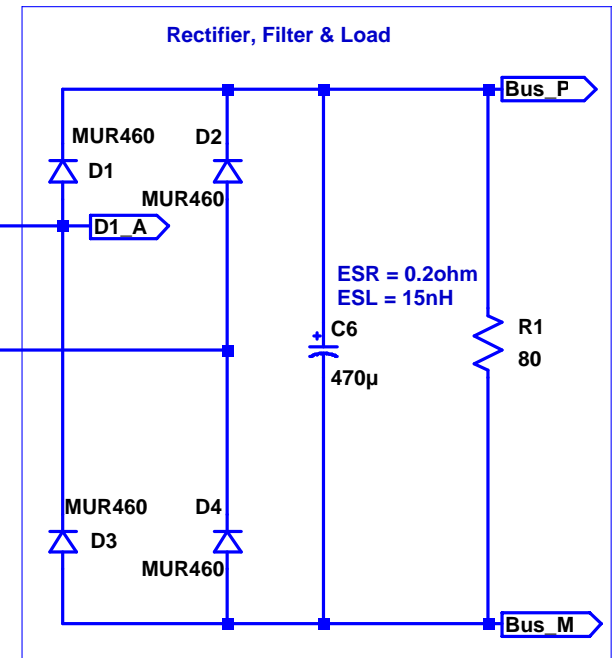 Rectifier, Filter & Load
Bus_P
MUR460
D2
D1
MUR460
D1_A
ESR = 0.2ohm
ESL = 15nH
C6
R1
80
470µ
MUR460
D4
D3
MUR460
Bus_M